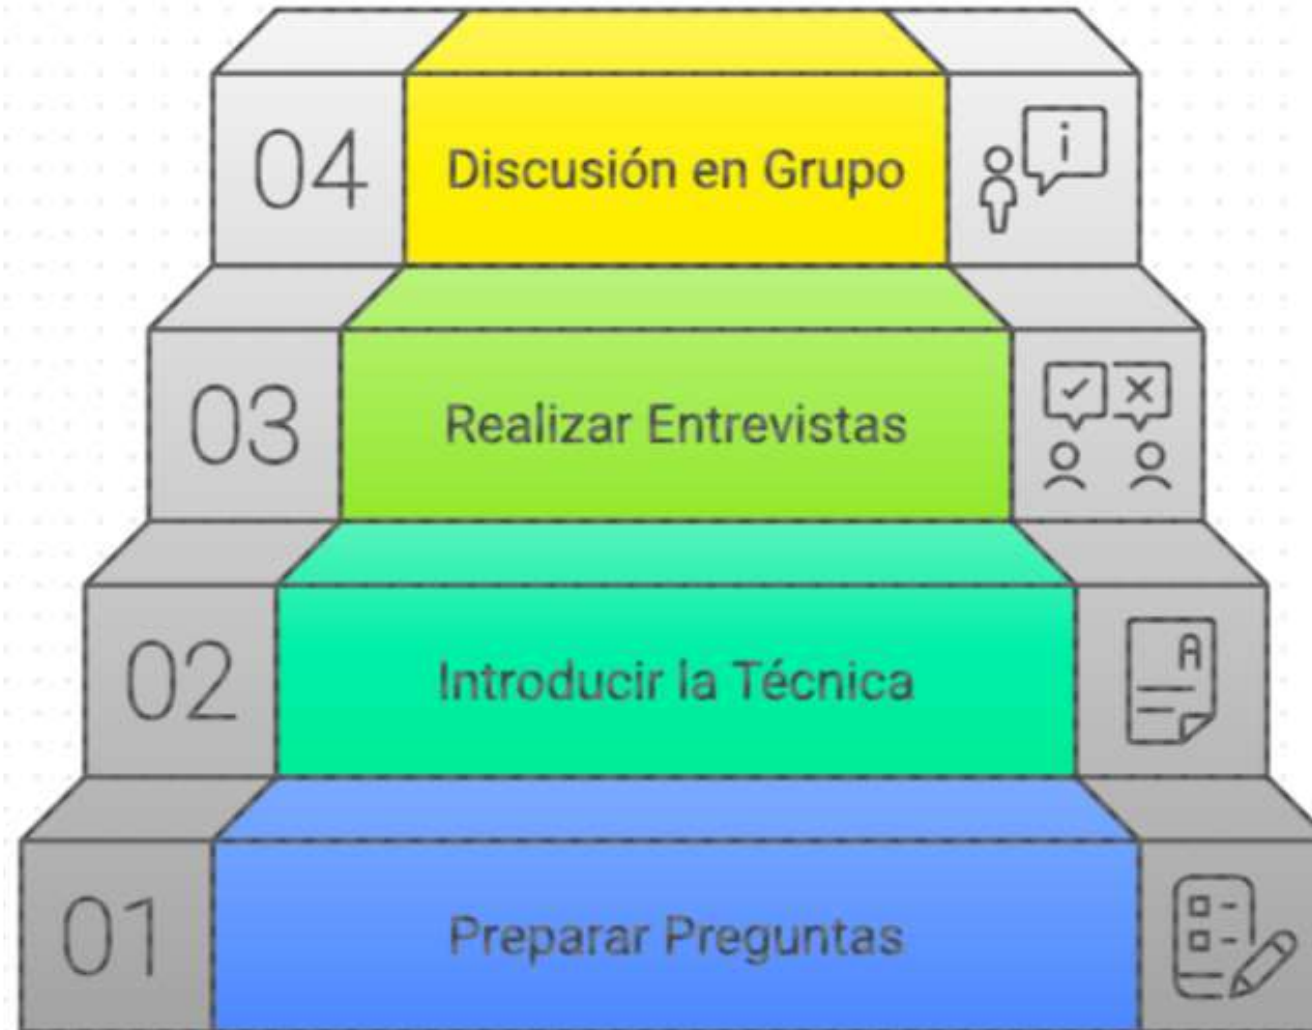 04 Discusión en Grupo i
03 Realizar Entrevistas
02 Introducir la Técnica A
01 Preparar Preguntas